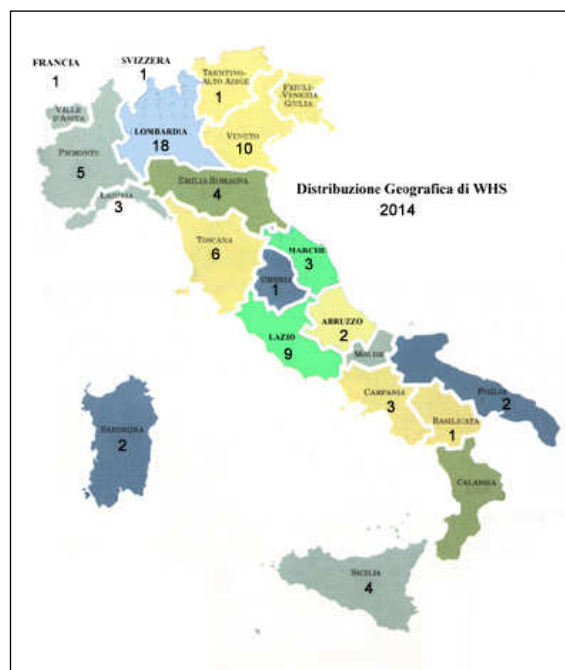 FRANCIA
1
SVIZZERA
1
TRENTINO-
ALTO ADIGE
1
FRIULI-
VENEZIA
GIULIA
VALLE
D'AOSTA
LOMBARDIA
18
VENETO
10
PIEMONTE
5
EMILIA ROMAGNA
4
LIGURIA
3
Distribuzione Geografica di WHS
2014
TOSCANA
6
MARCHE
3
UMBRIA
1
ABRUZZO
2
LAZIO
9
MOLISE
CAMPANIA
3
PUGLIA
2
BASILICATA
1
SARDEGNA
2
CALABRIA
SICILIA
4